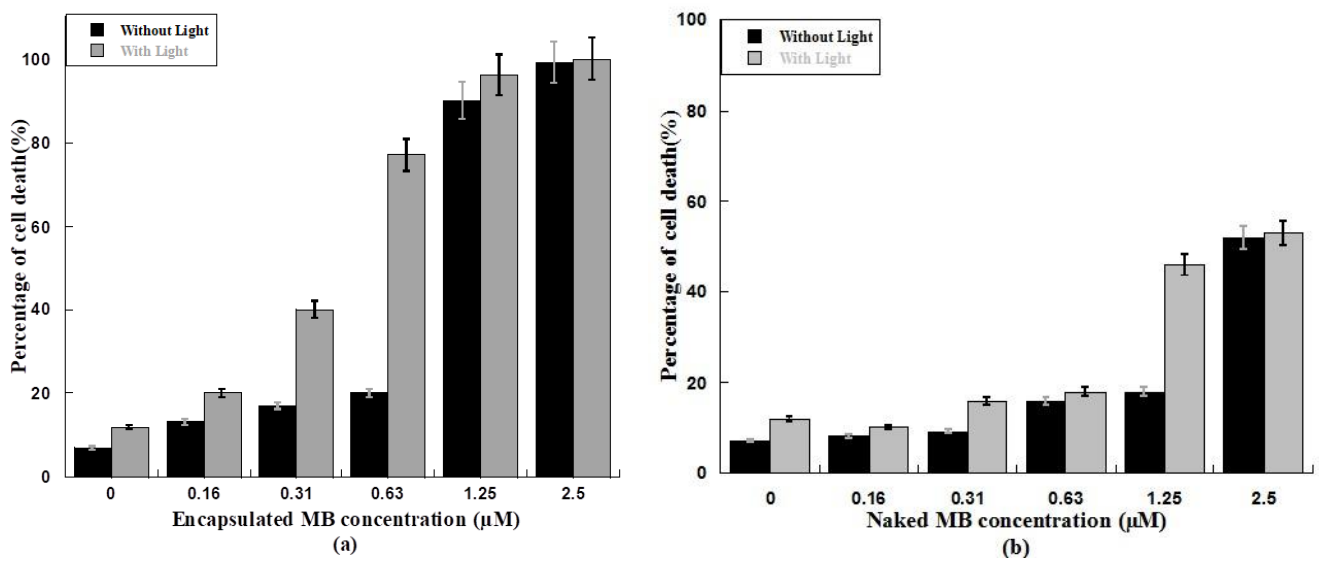 Without Light
With Light
100
80
60
40
20
0
Percentage of cell death(%)
0 0.16 0.31 0.63 1.25 2.5
Encapsulated MB concentration (µM)
(a)
Without Light
With Light
100
80
60
40
20
0
Percentage of cell death(%)
0 0.16 0.31 0.63 1.25 2.5
Naked MB concentration (µM)
(b)